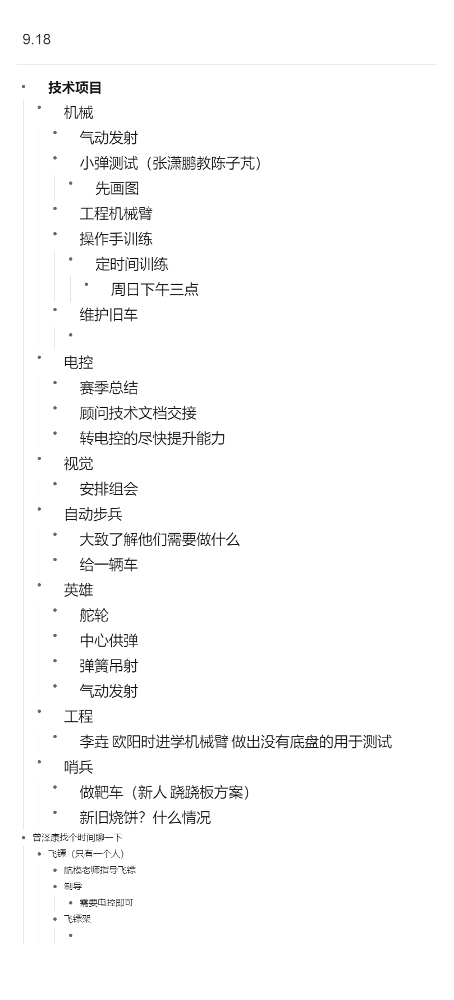 9.18
技术项目
机械
气动发射
小弹测试（张潇鹏教陈子芃）
先画图
工程机械臂
操作手训练
定时间训练
周日下午三点
维护旧车
电控
赛季总结
顾问技术文档交接
转电控的尽快提升能力
视觉
安排组会
自动步兵
大致了解他们需要做什么
给一辆车
英雄
舵轮
中心供弹
弹簧吊射
气动发射
工程
李垚 欧阳时进学机械臂 做出没有底盘的用于测试
哨兵
做靶车（新人 跷跷板方案）
新旧烧饼？什么情况
曾泽康找个时间聊一下
飞镖（只有一个人）
航模老师指导飞镖
制导
需要电控即可
飞镖架